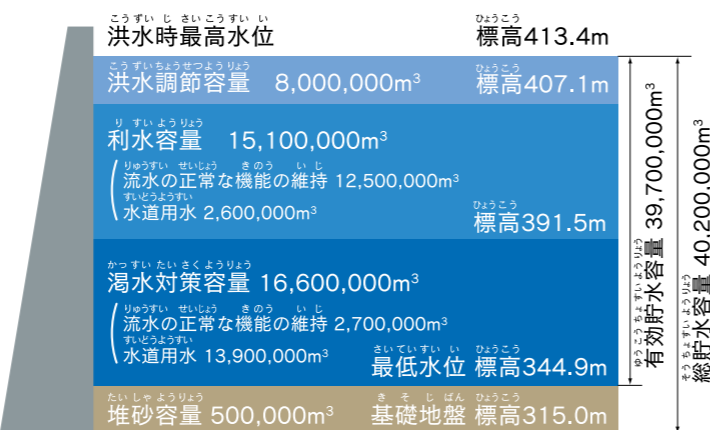 こうずいじさいこうすいい ひょうこう
洪水時最高水位 標高413.4m
こうずいちょうせつようりょう ひょうこう
洪水調節容量 8,000,000m³ 標高407.1m
りすいようりょう
利水容量 15,100,000m³
りゅうすい せいじょう きのう いじ
流水の正常な機能の維持 12,500,000m³
すいどうようすい
水道用水 2,600,000m³
ひょうこう
標高391.5m
かっすいたいさくようりょう
渇水対策容量 16,600,000m³
りゅうすい せいじょう きのう いじ
流水の正常な機能の維持 2,700,000m³
すいどうようすい
水道用水 13,900,000m³
さいていすいい ひょうこう
最低水位 標高344.9m
たいしゃようりょう きそじばん ひょうこう
堆砂容量 500,000m³ 基礎地盤 標高315.0m
ゆうこうちょすいようりょう
有効貯水容量 39,700,000m³
そうちょすいようりょう
総貯水容量 40,200,000m³